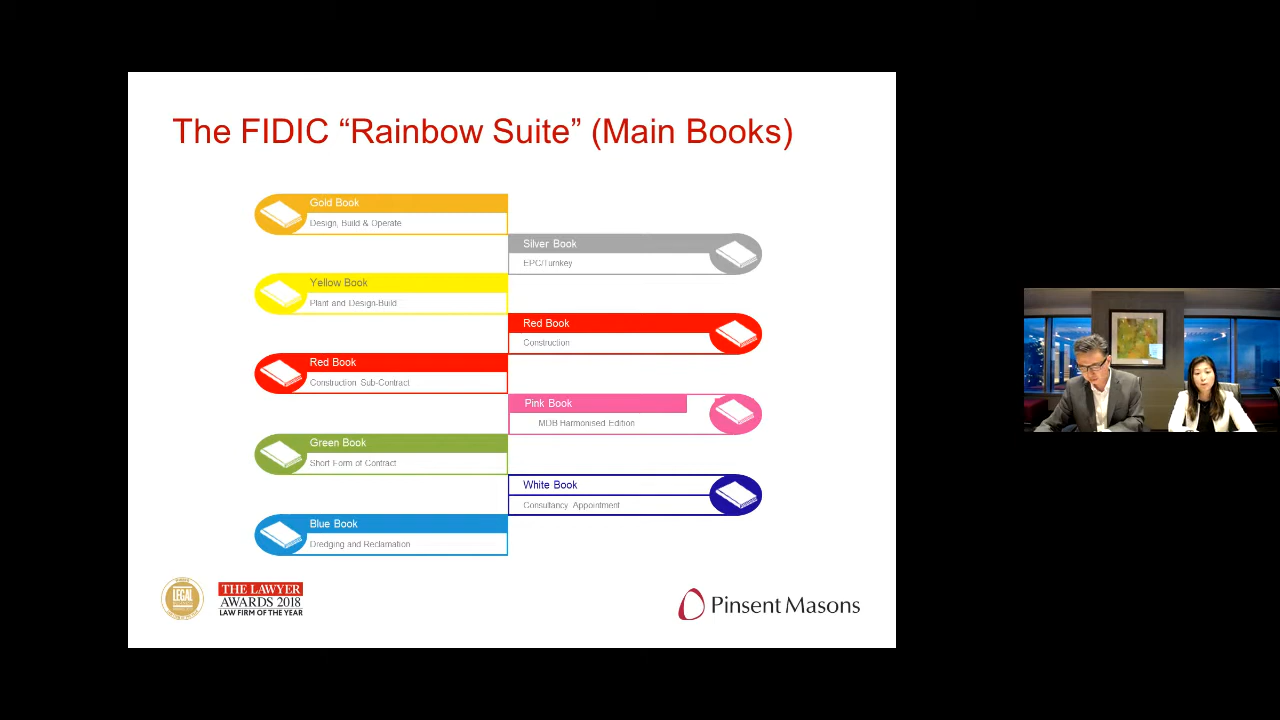 The FIDIC “Rainbow Suite” (Main Books)
Gold Book
Design, Build & Operate
Silver Book
EPC/Turnkey
Yellow Book
Plant and Design-Build
Red Book
Construction
Red Book
Construction Sub-Contract
Pink Book
MDB Harmonised Edition
Green Book
Short Form of Contract
White Book
Consultancy Appointment
Blue Book
Dredging and Reclamation
LEGAL
THE LAWYER
AWARDS 2018
LAW FIRM OF THE YEAR
Pinsent Masons